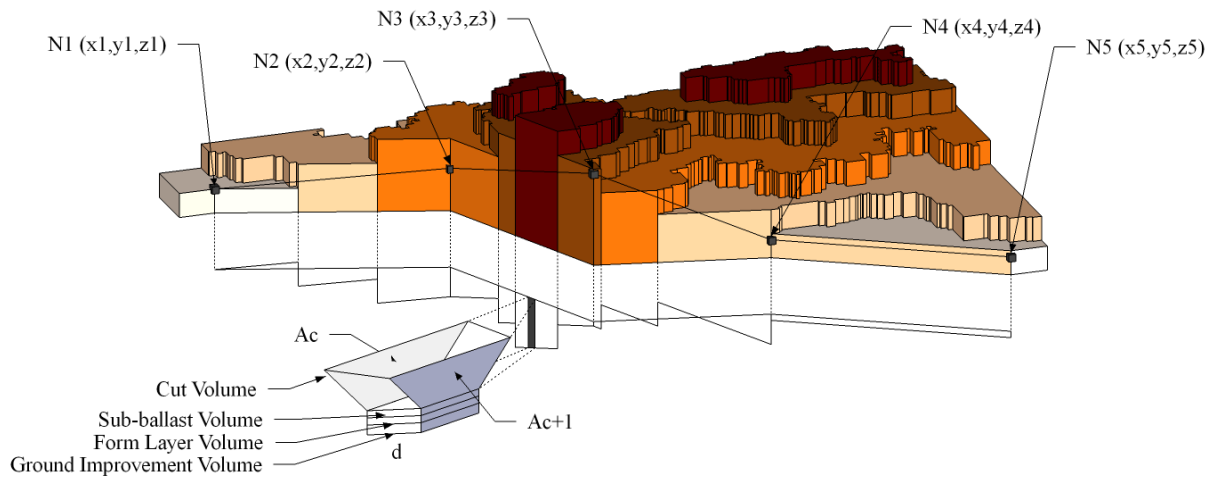 N1 (x1,y1,z1)
N2 (x2,y2,z2)
N3 (x3,y3,z3)
N4 (x4,y4,z4)
N5 (x5,y5,z5)
Ac
Cut Volume
Sub-ballast Volume
Form Layer Volume
Ground Improvement Volume
d
Ac+1